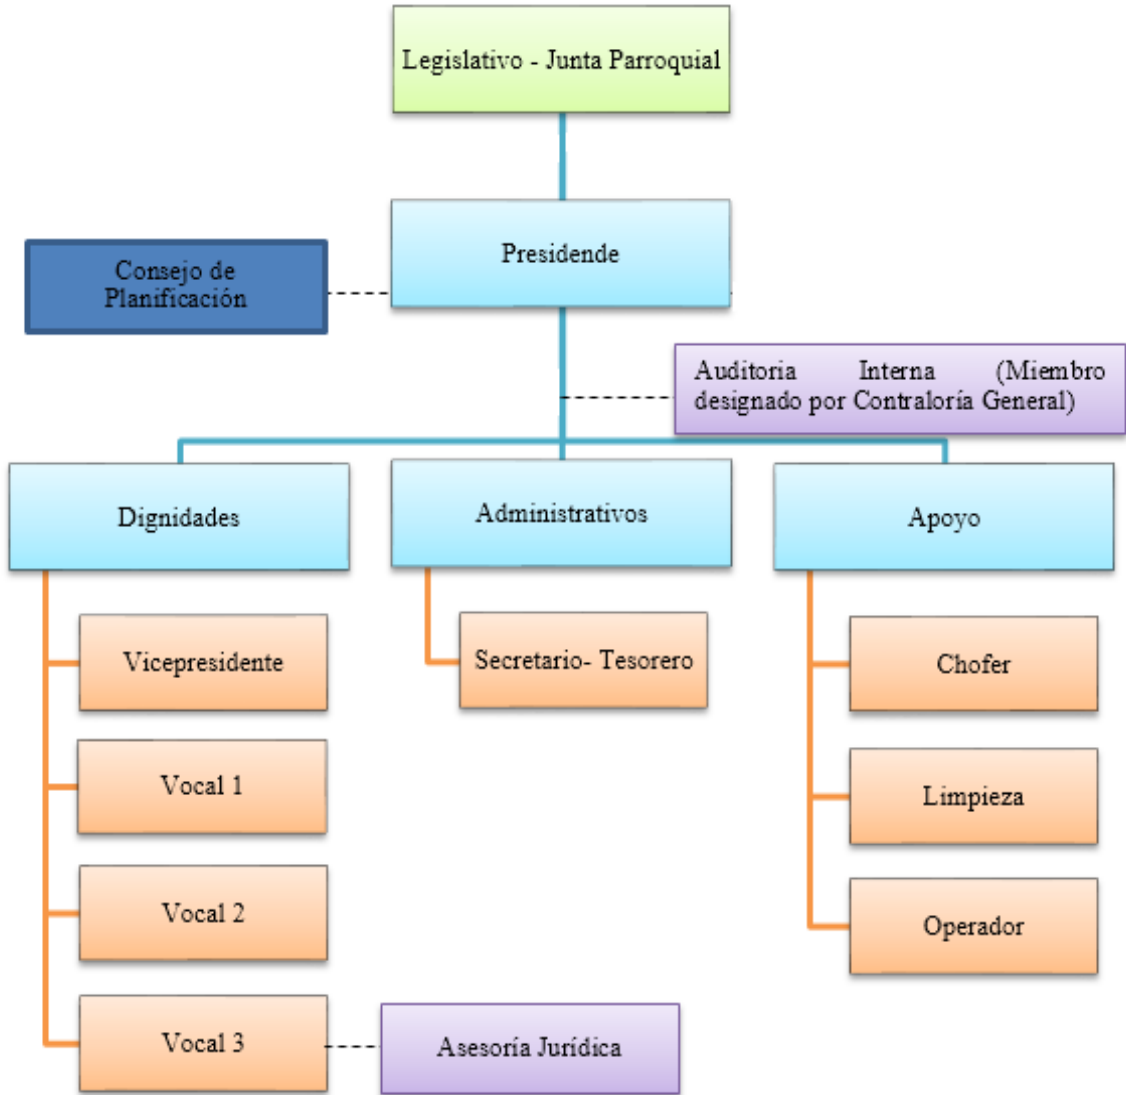 Legislativo - Junta Parroquial
Presidende
Consejo de
Planificación
Auditoria Interna (Miembro
designado por Contraloría General)
Dignidades
Administrativos
Apoyo
Vicepresidente
Secretario- Tesorero
Chofer
Vocal 1
Limpieza
Vocal 2
Operador
Vocal 3
Asesoría Jurídica